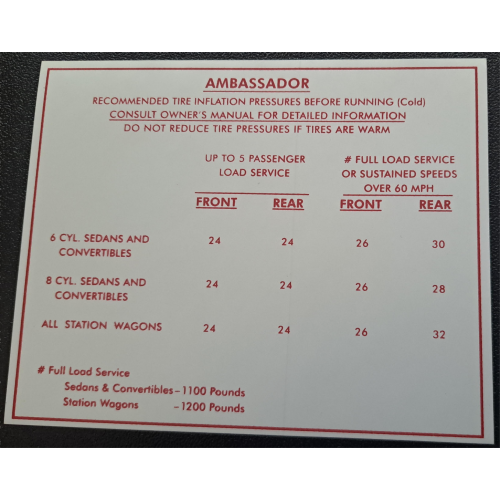 AMBASSADOR
RECOMMENDED TIRE INFLATION PRESSURES BEFORE RUNNING (Cold)
CONSULT OWNER'S MANUAL FOR DETAILED INFORMATION
DO NOT REDUCE TIRE PRESSURES IF TIRES ARE WARM
UP TO 5 PASSENGER # FULL LOAD SERVICE
LOAD SERVICE OR SUSTAINED SPEEDS
OVER 60 MPH
FRONT REAR FRONT REAR
6 CYL. SEDANS AND 24 24 26 30
CONVERTIBLES
8 CYL. SEDANS AND 24 24 26 28
CONVERTIBLES
ALL STATION WAGONS 24 24 26 32
# Full Load Service
Sedans & Convertibles – 1100 Pounds
Station Wagons – 1200 Pounds